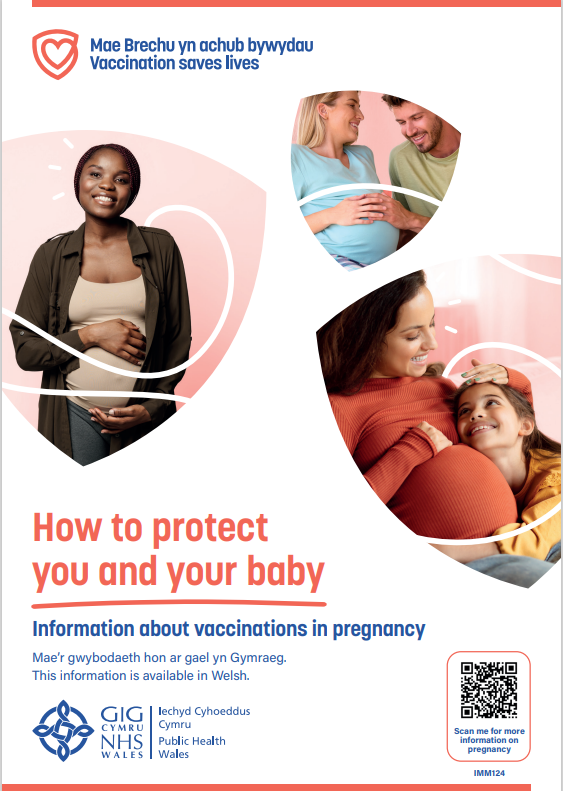 Mae Brechu yn achub bywydau
Vaccination saves lives
How to protect
you and your baby
Information about vaccinations in pregnancy
Mae'r gwybodaeth hon ar gael yn Gymraeg.
This information is available in Welsh.
GIG
CYMRU
NHS
WALES
Iechyd Cyhoeddus
Cymru
Public Health
Wales
Scan me for more
information on
pregnancy
IMM124